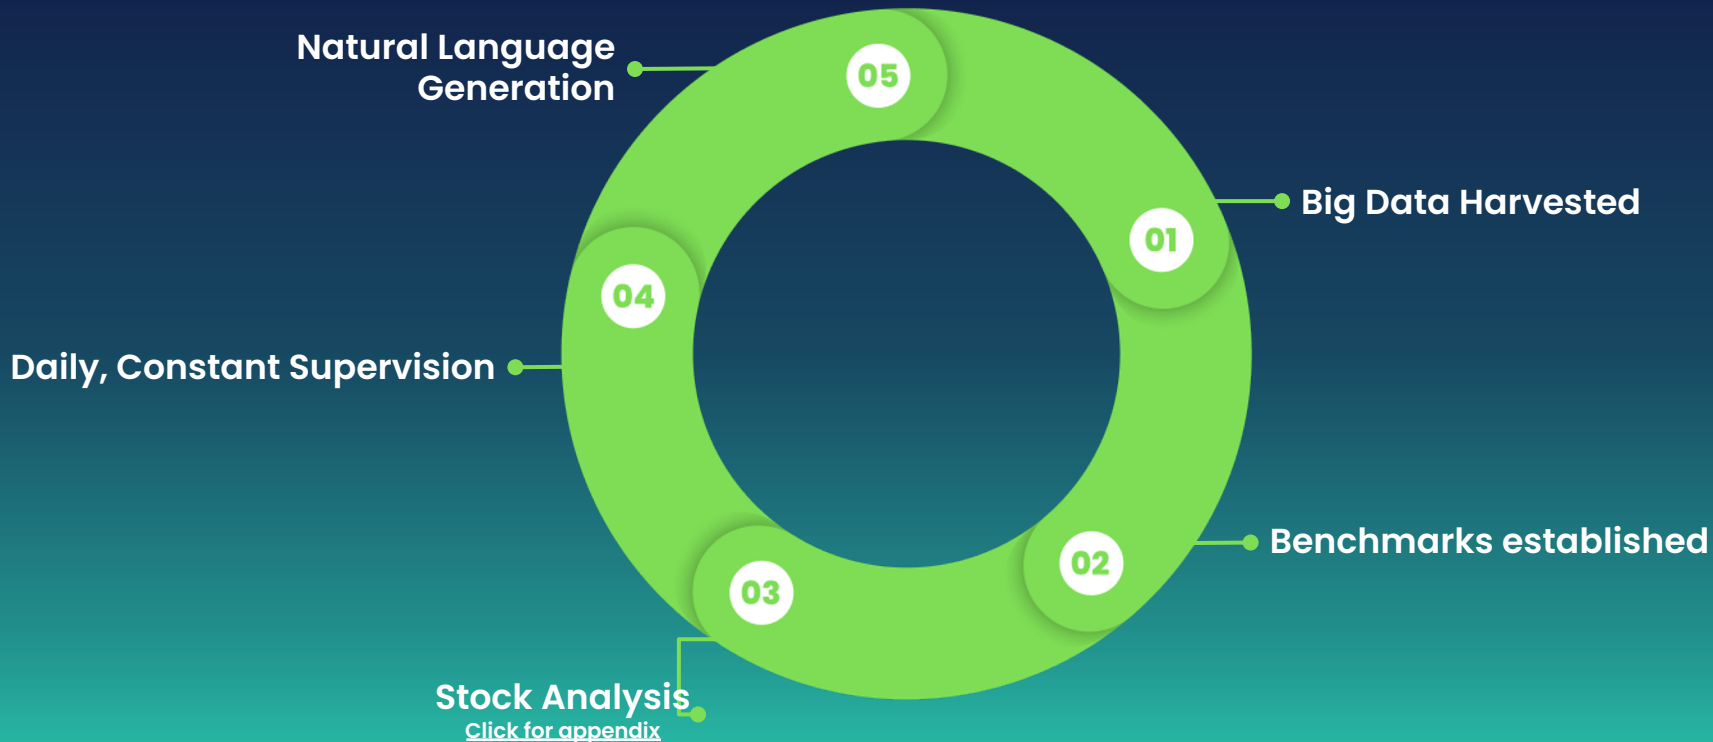 Natural Language
Generation
05
01
Big Data Harvested
04
Daily, Constant Supervision
02
Benchmarks established
03
Stock Analysis
Click for appendix